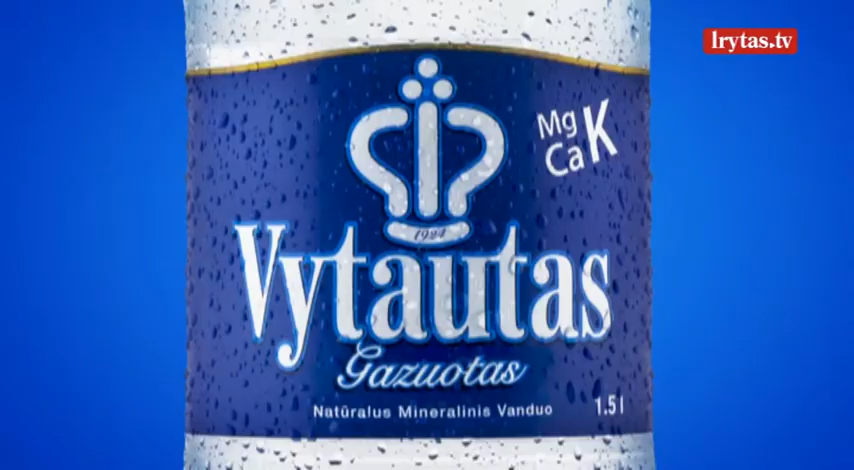 lrytas.tv
Mg
K
Ca
1924
Vytautas
Gazuotas
Natūralus Mineralinis Vanduo 1.5 l